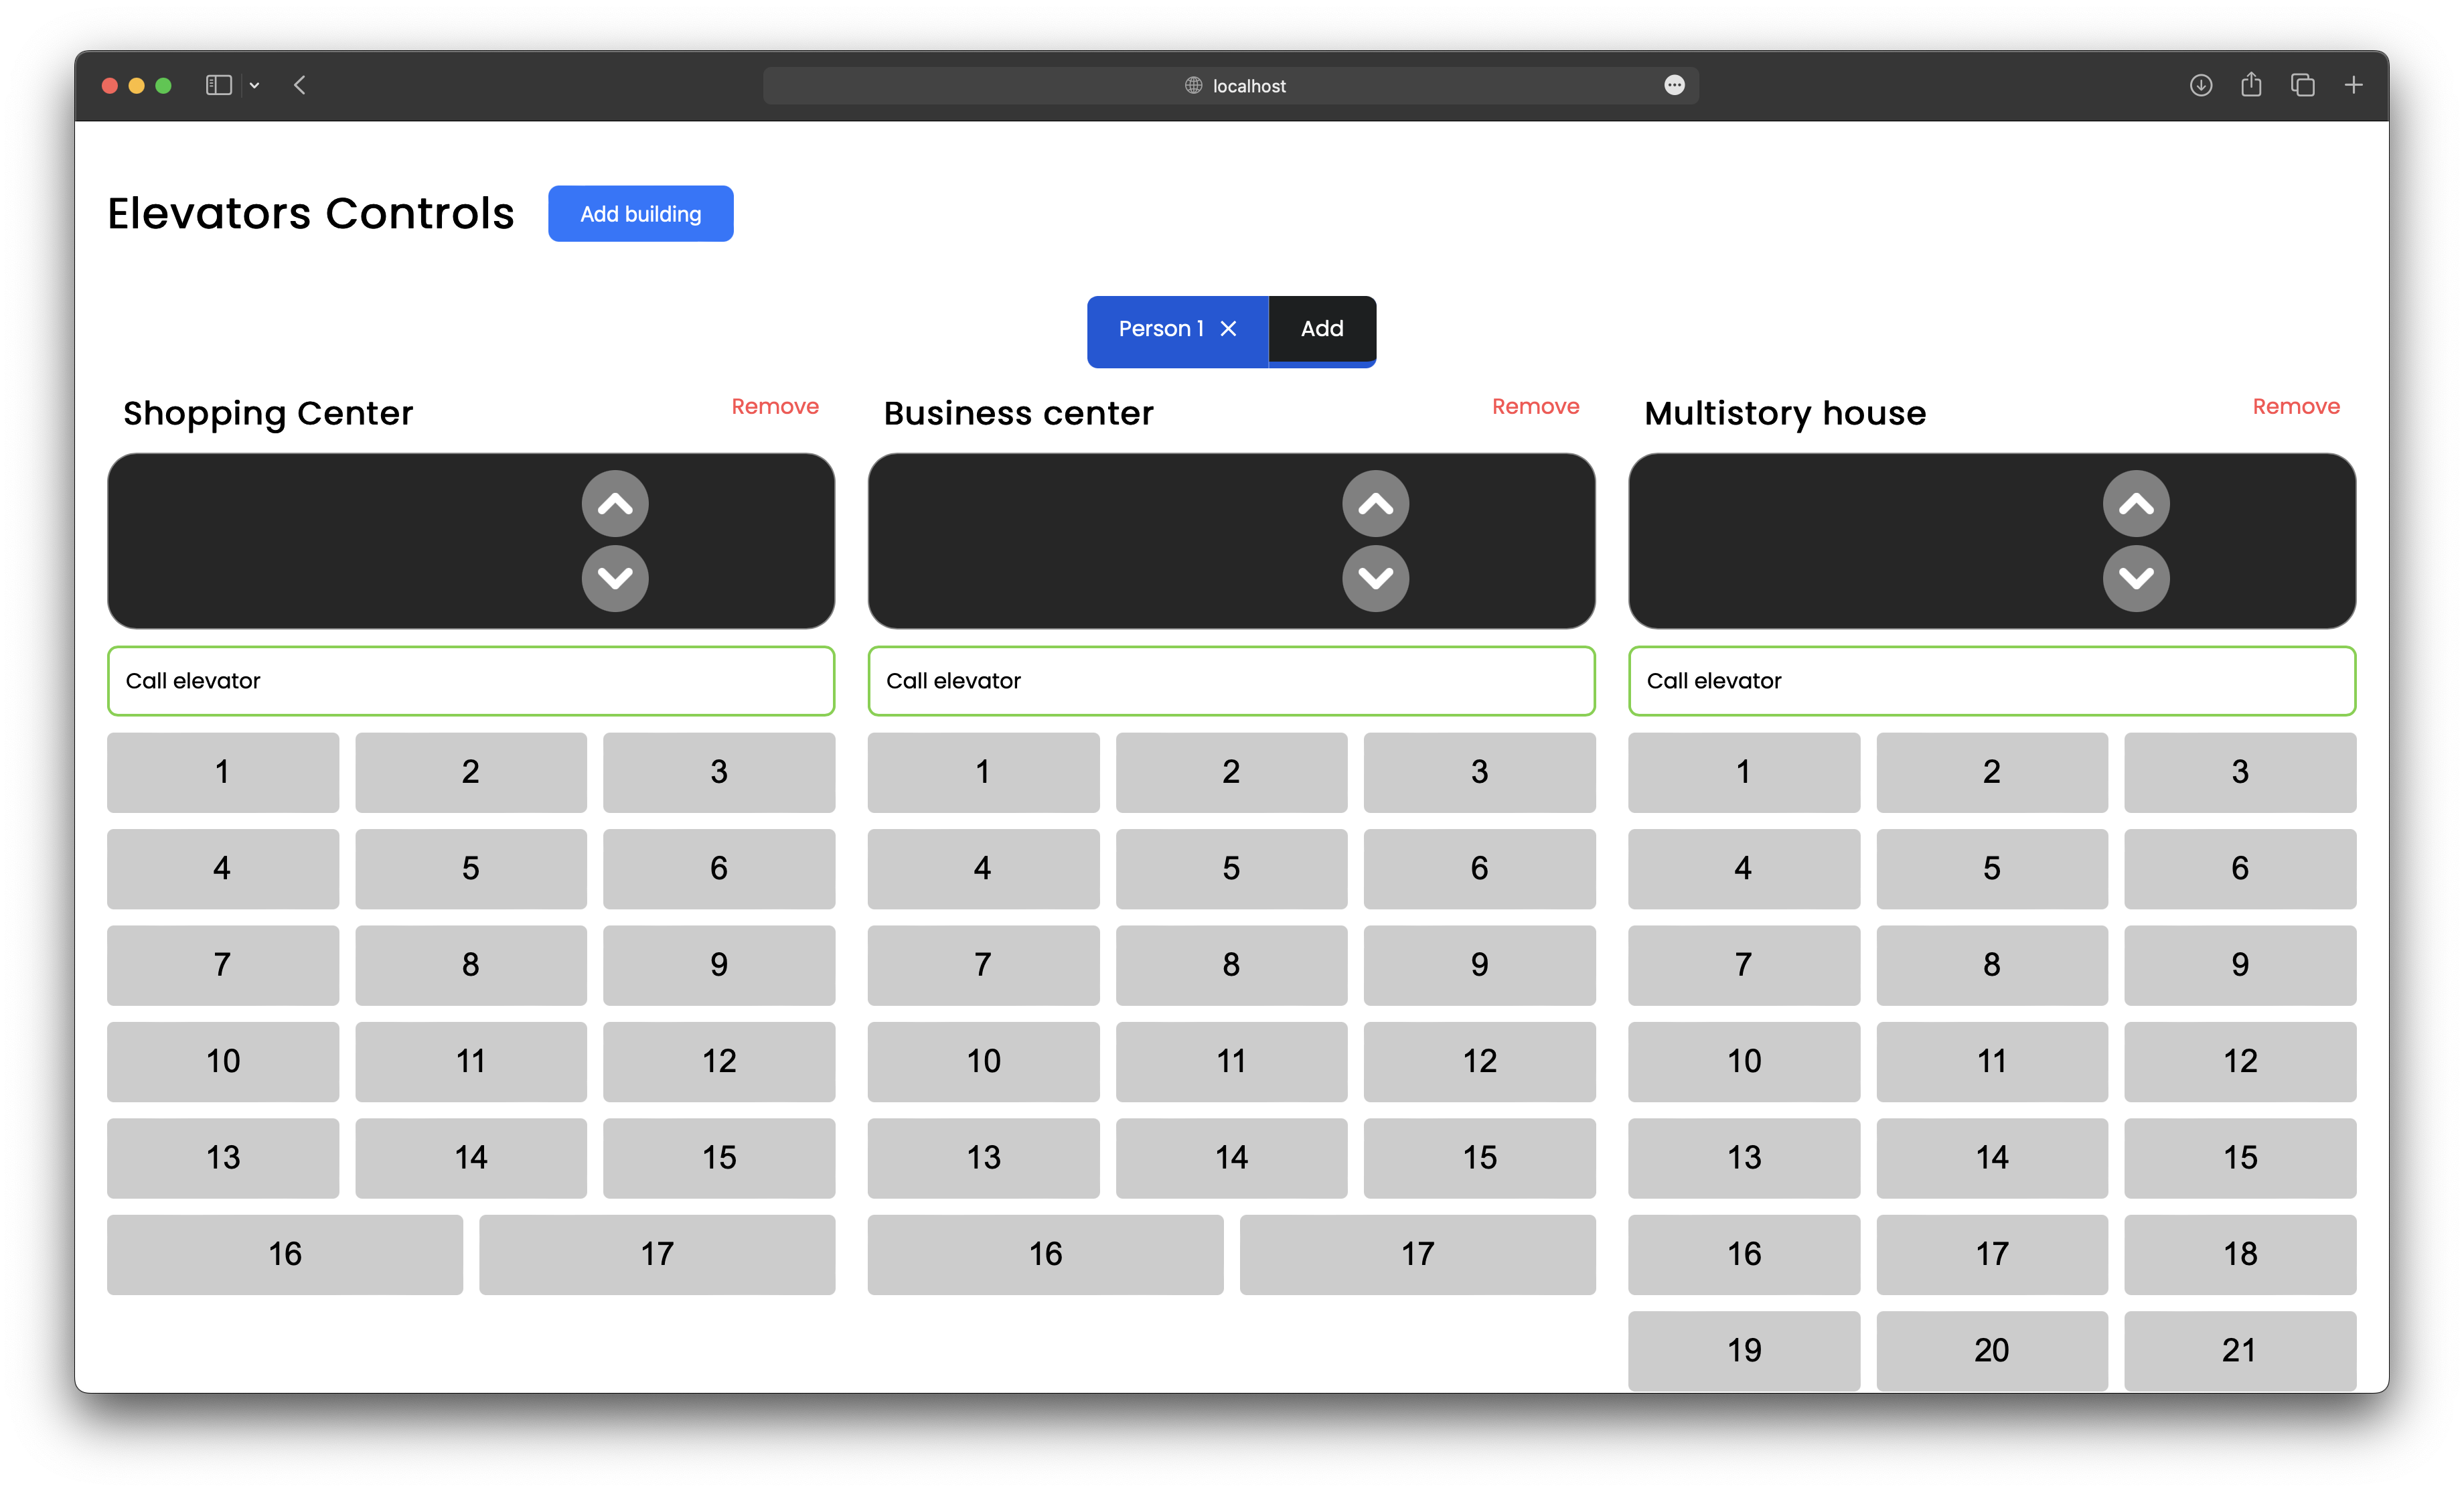 localhost
Elevators Controls
Add building
Person 1
Add
Shopping Center
Remove
Call elevator
1 2 3
4 5 6
7 8 9
10 11 12
13 14 15
16 17
Business center
Remove
Call elevator
1 2 3
4 5 6
7 8 9
10 11 12
13 14 15
16 17
Multistory house
Remove
Call elevator
1 2 3
4 5 6
7 8 9
10 11 12
13 14 15
16 17 18
19 20 21